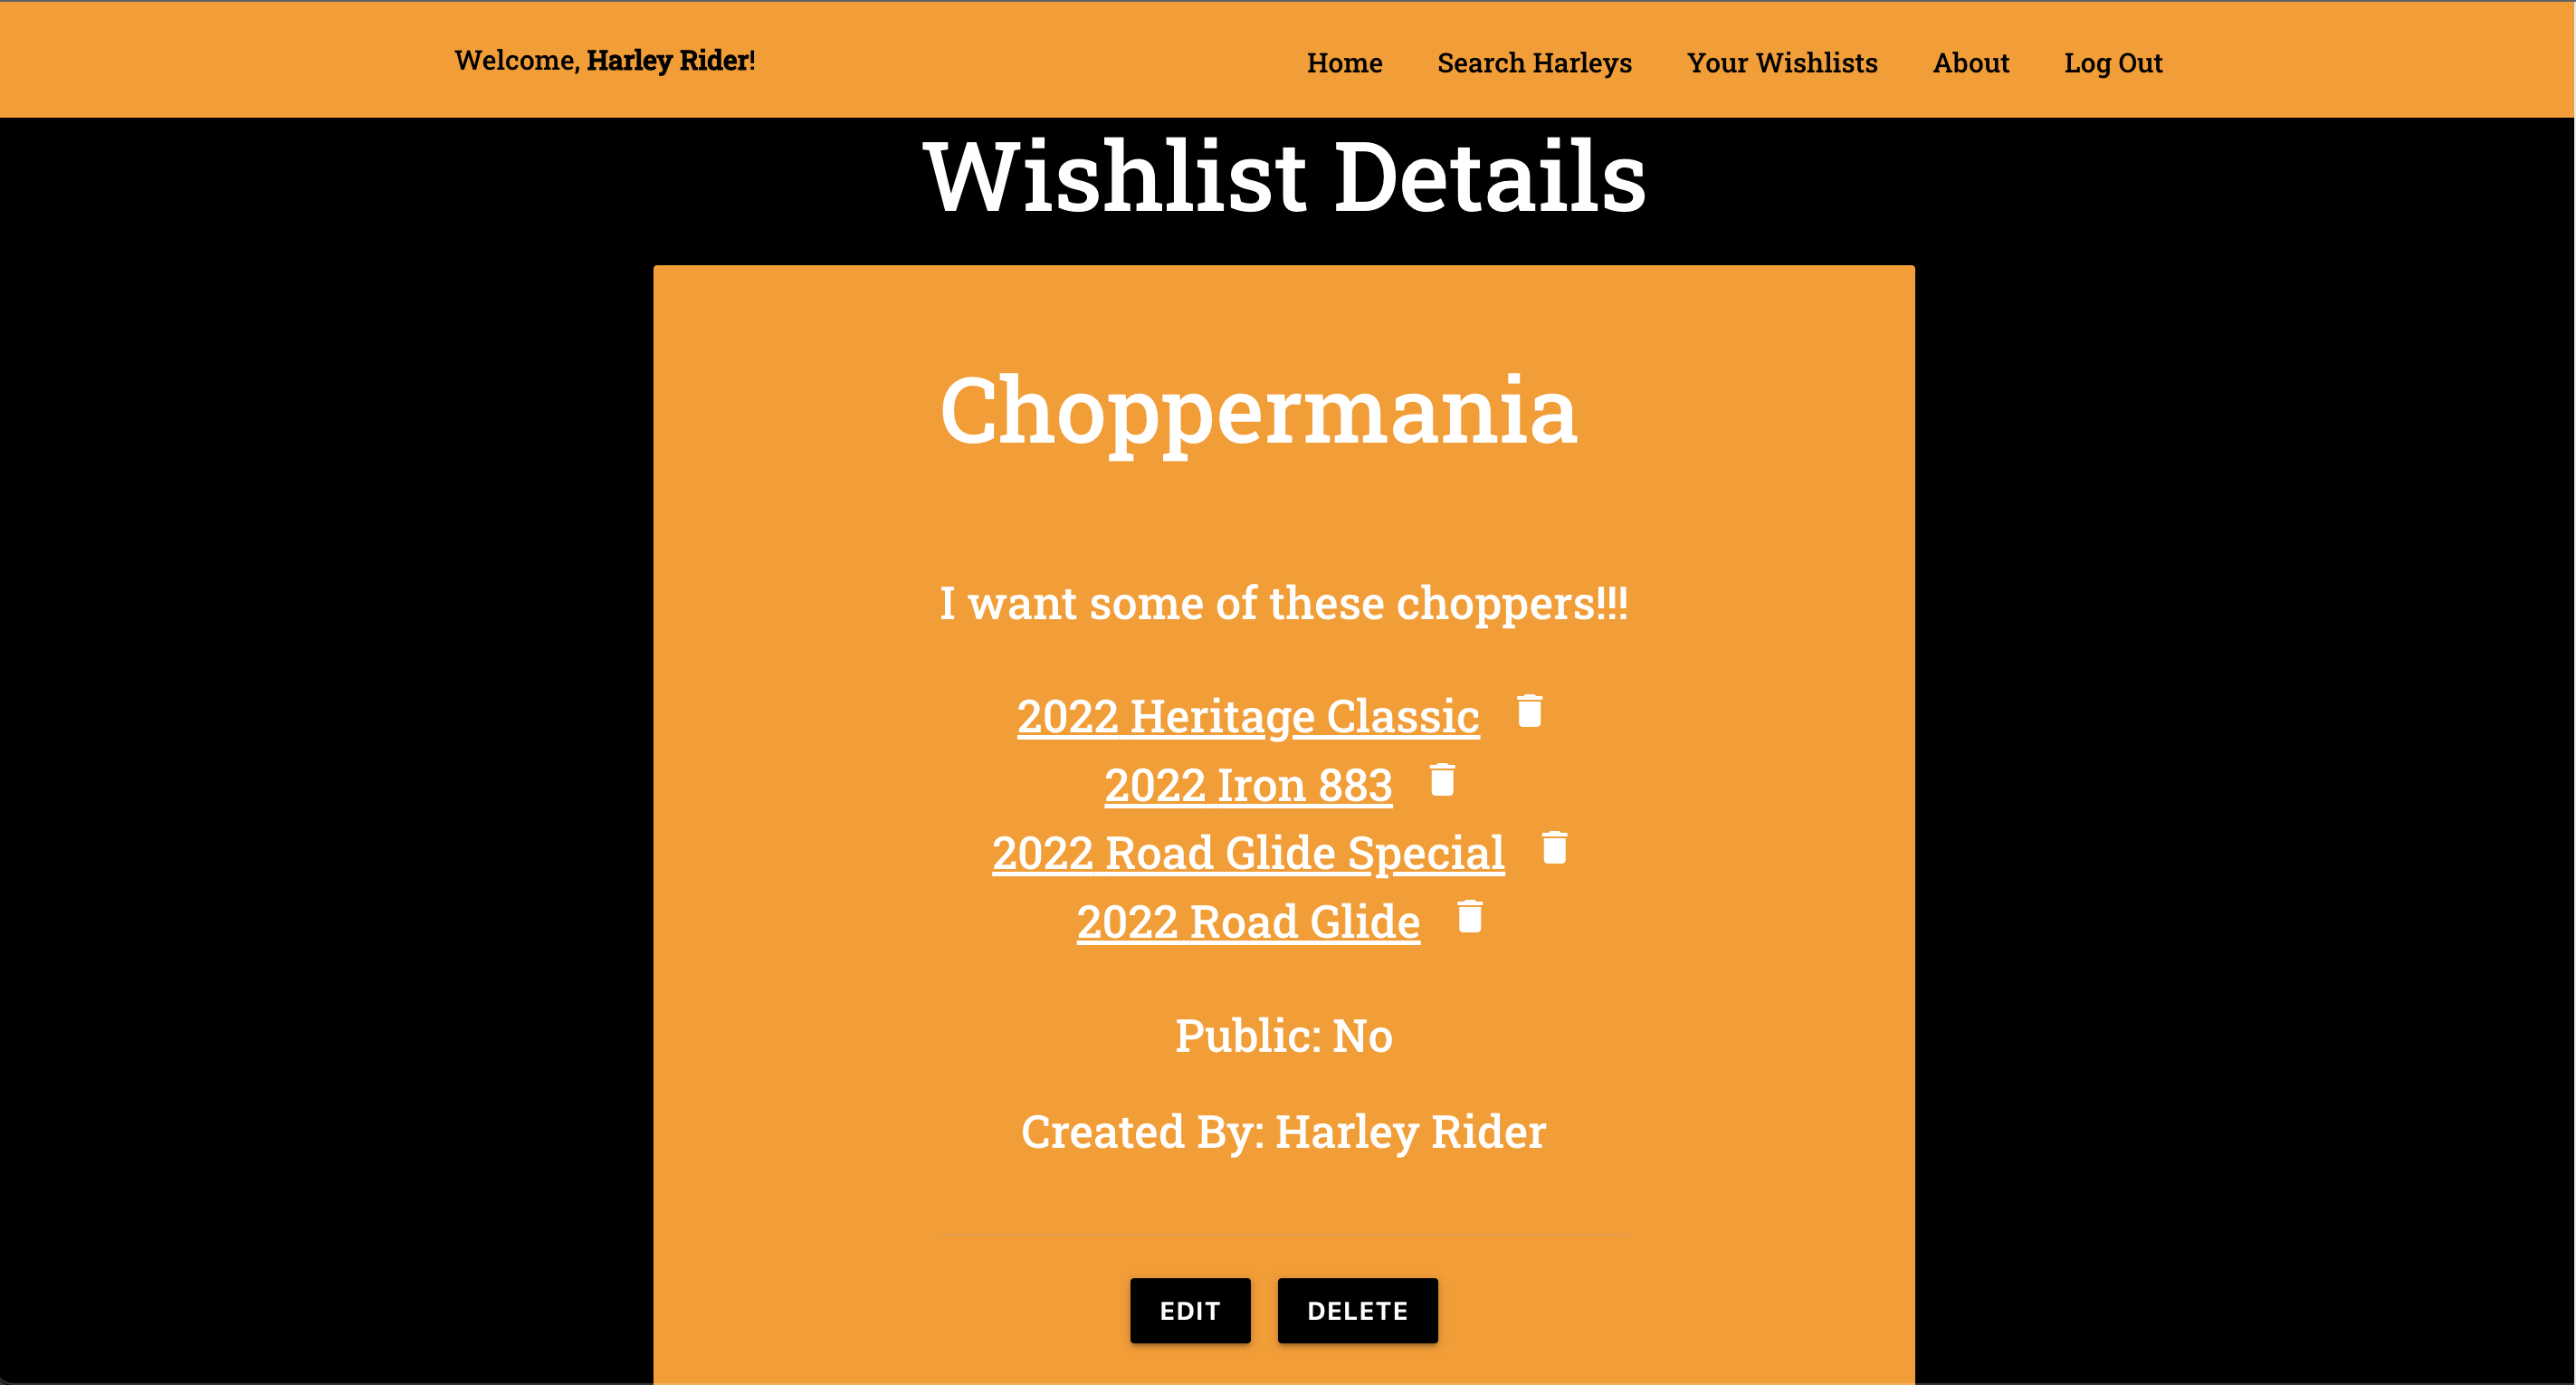 Welcome, Harley Rider!
Home Search Harleys Your Wishlists About Log Out
Wishlist Details
Choppermania
I want some of these choppers!!!
2022 Heritage Classic
2022 Iron 883
2022 Road Glide Special
2022 Road Glide
Public: No
Created By: Harley Rider
EDIT DELETE